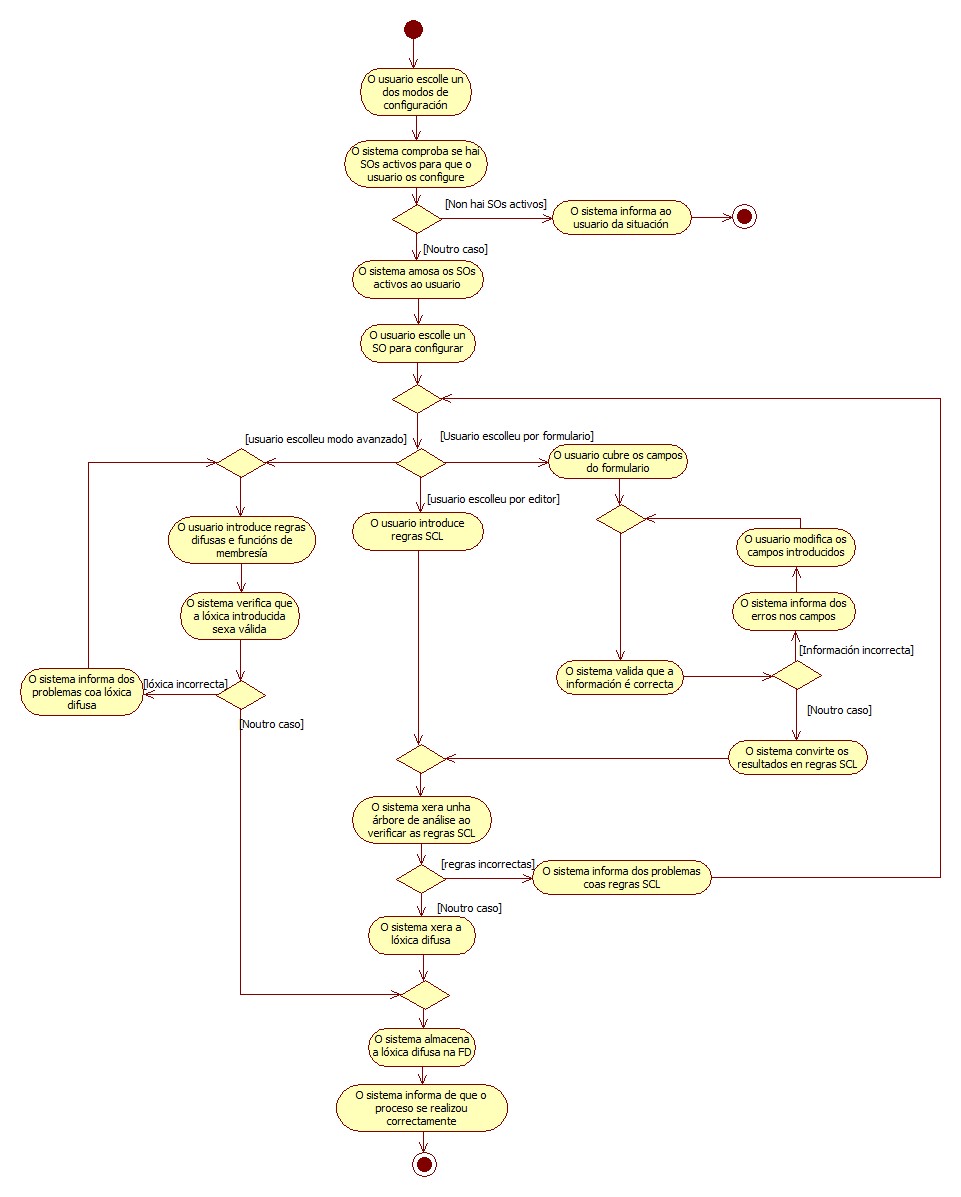 O usuario escolle un
dos modos de
configuración
O sistema comproba se hai
SOs activos para que o
usuario os configure
[Non hai SOs activos]
O sistema informa ao
usuario da situación
[Noutro caso]
O sistema amosa os SOs
activos ao usuario
O usuario escolle un
SO para configurar
[usuario escolleu modo avanzado]
[Usuario escolleu por formulario]
O usuario cubre os campos
do formulario
[usuario escolleu por editor]
O usuario introduce regras
difusas e funcións de
membresía
O usuario introduce
regras SCL
O usuario modifica os
campos introducidos
O sistema verifica que
a lóxica introducida
sexa válida
O sistema informa dos
erros nos campos
[Información incorrecta]
O sistema valida que a
información é correcta
O sistema informa dos
problemas coa lóxica
difusa
[lóxica incorrecta]
[Noutro caso]
[Noutro caso]
O sistema convirte os
resultados en regras SCL
O sistema xera unha
árbore de análise ao
verificar as regras SCL
[regras incorrectas]
O sistema informa dos problemas
coas regras SCL
[Noutro caso]
O sistema xera a
lóxica difusa
O sistema almacena
a lóxica difusa na FD
O sistema informa de que o
proceso se realizou
correctamente